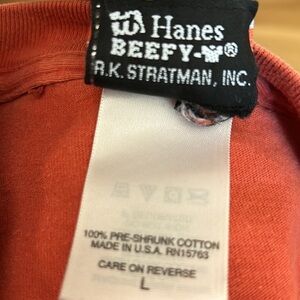 Hanes
BEEFY-®
R.K. STRATMAN, INC.
100% PRE-SHRUNK COTTON
MADE IN U.S.A. RN15763
CARE ON REVERSE
L